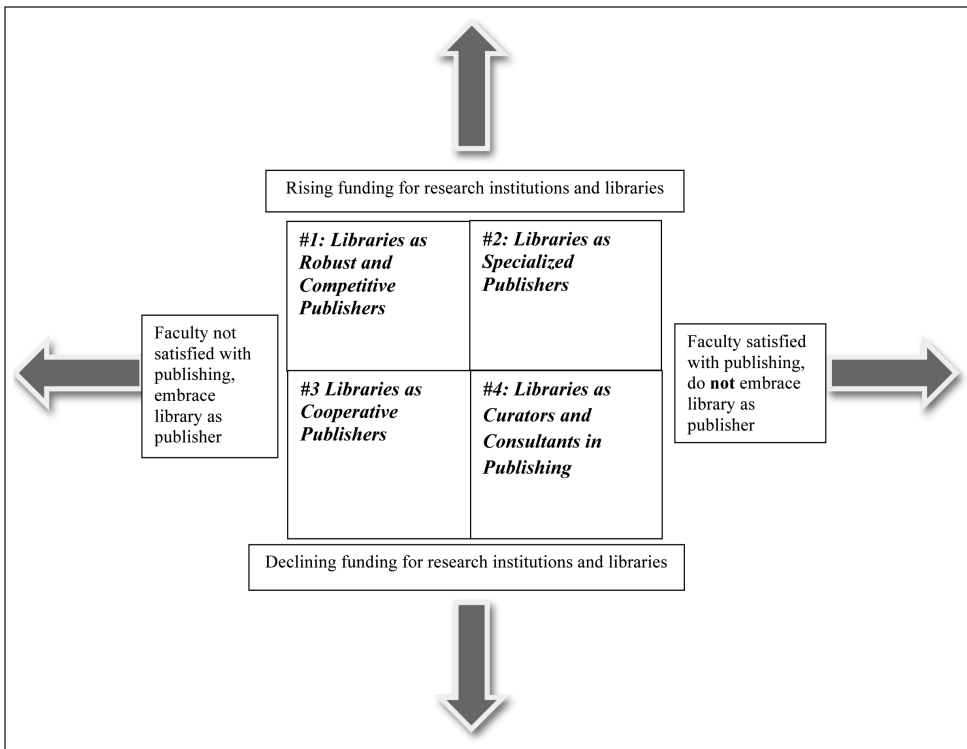 Rising funding for research institutions and libraries
#1: Libraries as
Robust and
Competitive
Publishers
#2: Libraries as
Specialized
Publishers
Faculty not
satisfied with
publishing,
embrace
library as
publisher
Faculty satisfied
with publishing,
do not embrace
library as
publisher
#3 Libraries as
Cooperative
Publishers
#4: Libraries as
Curators and
Consultants in
Publishing
Declining funding for research institutions and libraries